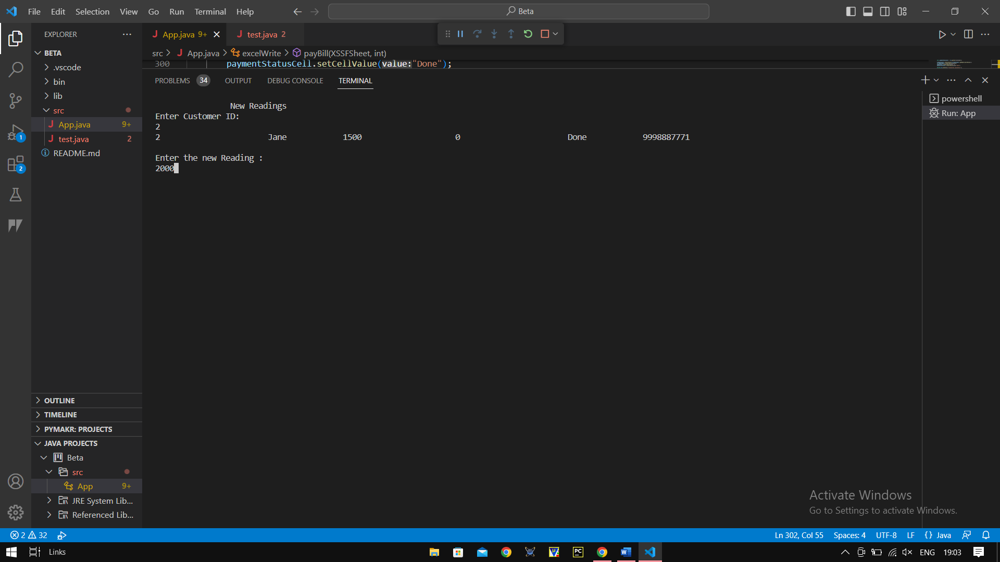 File Edit Selection View Go Run Terminal Help
Beta
EXPLORER
App.java 9+
test.java 2
BETA
src App.java excelWrite payBill(XSSFSheet, int)
.vscode
300 paymentStatusCell.setCellValue(value:"Done");
bin
lib
src
App.java 9+
test.java 2
README.md
PROBLEMS 34 OUTPUT DEBUG CONSOLE TERMINAL
powershell
Run: App
New Readings
Enter Customer ID:
2
2 Jane 1500 0 Done 9998887771
Enter the new Reading :
2000
1
2
OUTLINE
TIMELINE
PYMAKR: PROJECTS
JAVA PROJECTS
Beta
src
App 9+
JRE System Lib...
Referenced Lib...
Activate Windows
Go to Settings to activate Windows.
2 32
Ln 302, Col 55 Spaces: 4 UTF-8 LF {} Java
Links
PC
W
ENG 19:03